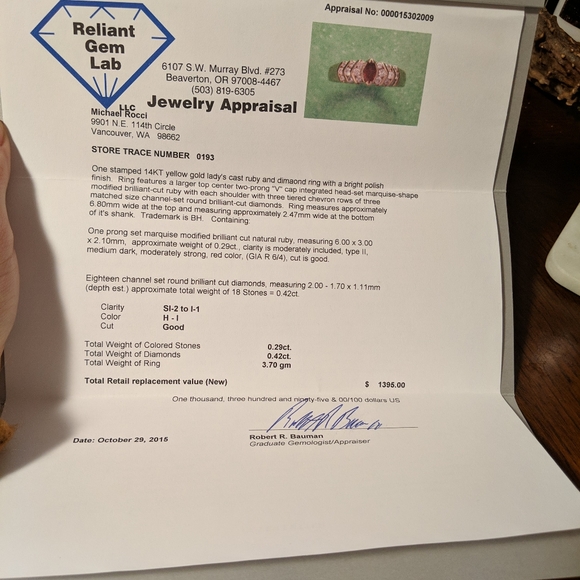 Appraisal No: 000015302009
Reliant
Gem
Lab
LLC
6107 S.W. Murray Blvd. #273
Beaverton, OR 97008-4467
(503) 819-6305
Jewelry Appraisal
Michael Rocci
9901 N.E. 114th Circle
Vancouver, WA 98662
STORE TRACE NUMBER 0193
One stamped 14KT yellow gold lady's cast ruby and dimaond ring with a bright polish
finish. Ring features a larger top center two-prong "V" cap integrated head-set marquise-shape
modified brilliant-cut ruby with each shoulder with three tiered chevron rows of three
matched size channel-set round brilliant-cut diamonds. Ring measures approximately
6.80mm wide at the top and measuring approximately 2.47mm wide at the bottom
of it's shank. Trademark is BH. Containing:
One prong set marquise modified brilliant cut natural ruby, measuring 6.00 x 3.00
x 2.10mm, approximate weight of 0.29ct., clarity is moderately included, type II,
medium dark, moderately strong, red color, (GIA R 6/4), cut is good.
Eighteen channel set round brilliant cut diamonds, measuring 2.00 - 1.70 x 1.11mm
(depth est.) approximate total weight of 18 Stones = 0.42ct.
Clarity SI-2 to I-1
Color H - I
Cut Good
Total Weight of Colored Stones 0.29ct.
Total Weight of Diamonds 0.42ct.
Total Weight of Ring 3.70 gm
Total Retail replacement value (New) $ 1395.00
One thousand, three hundred and ninety-five & 00/100 dollars US
Date: October 29, 2015
Robert R. Bauman
Graduate Gemologist/Appraiser